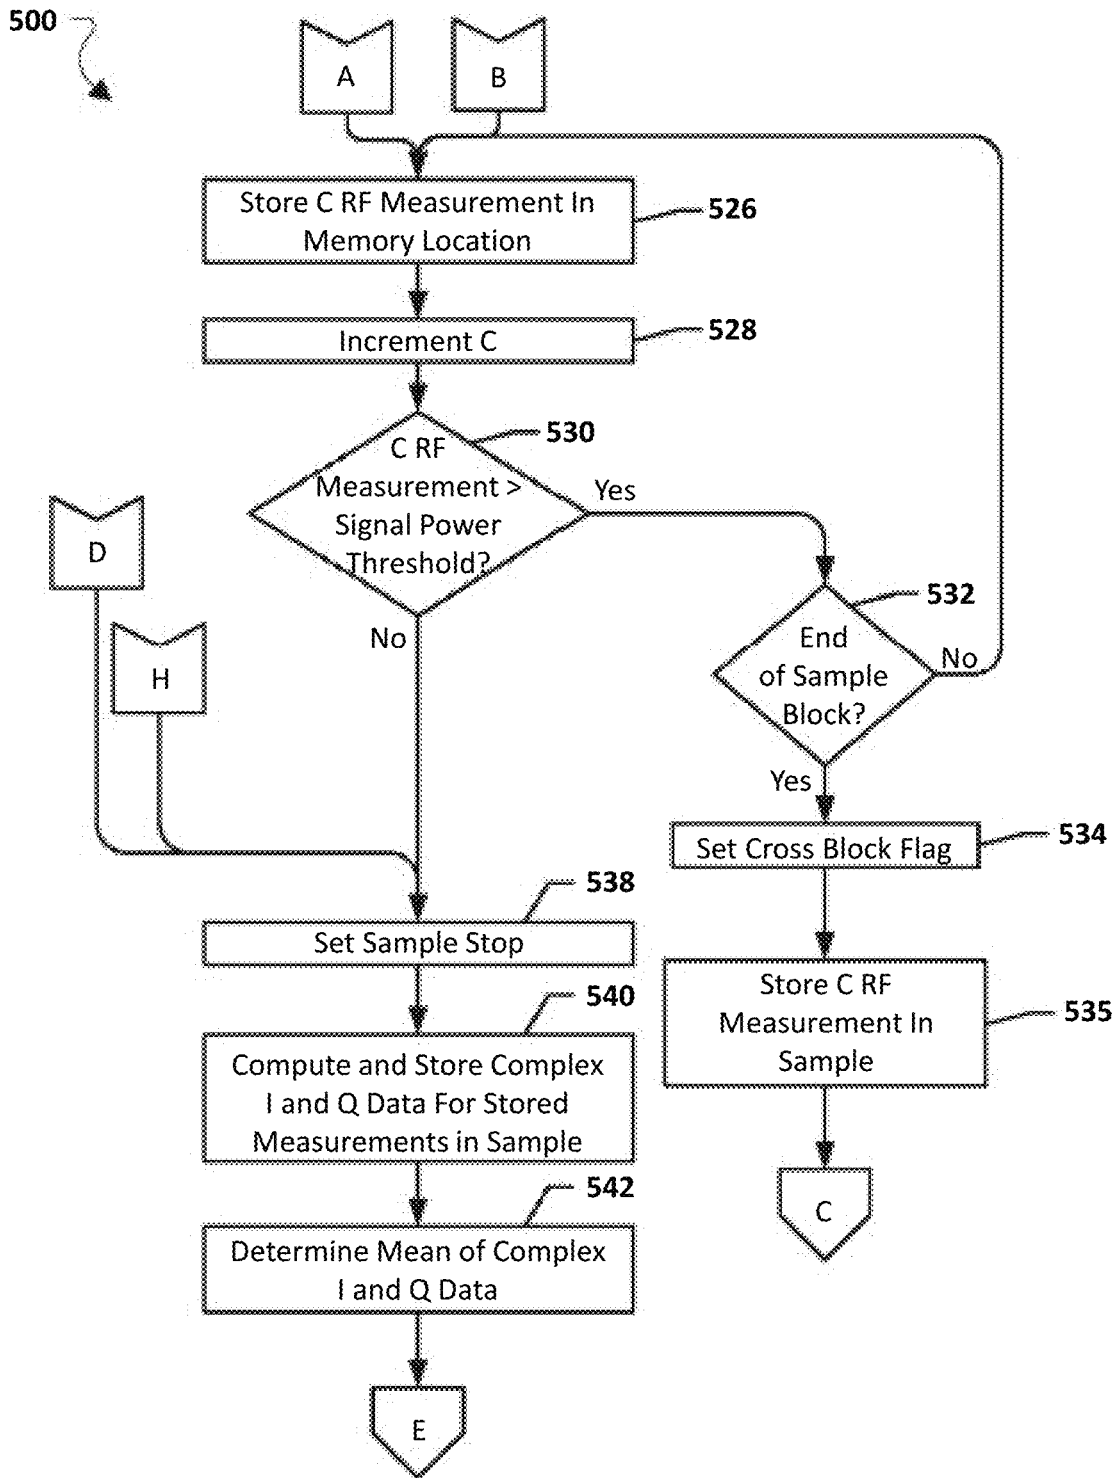 500
A
B
Store C RF Measurement In
Memory Location
526
Increment C
528
530
C RF
Measurement >
Signal Power
Threshold?
Yes
No
D
H
532
End
of Sample
Block?
No
Yes
Set Cross Block Flag
534
538
Set Sample Stop
Store C RF
Measurement In
Sample
535
540
Compute and Store Complex
I and Q Data For Stored
Measurements in Sample
C
542
Determine Mean of Complex
I and Q Data
E